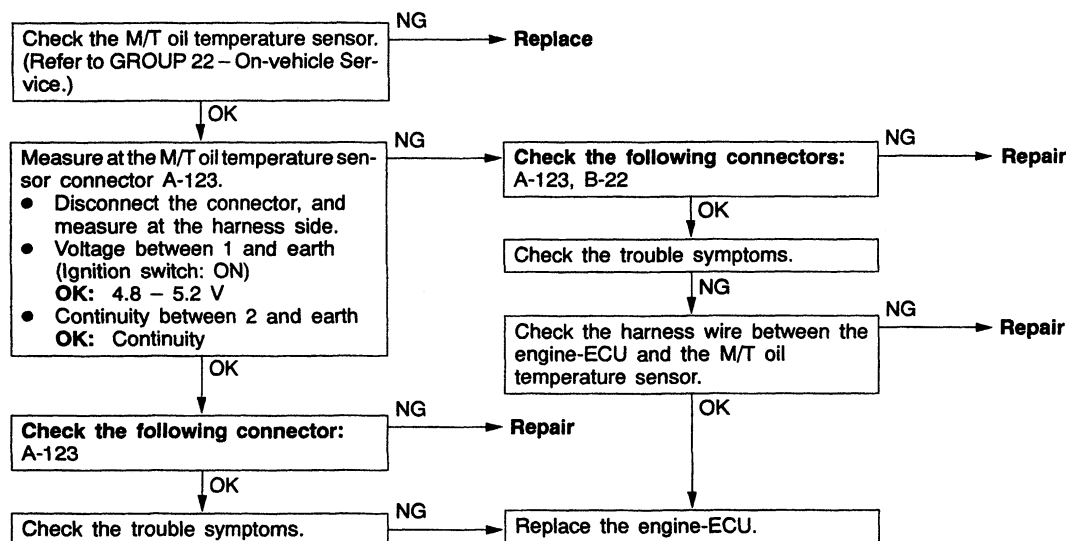 Check the M/T oil temperature sensor.
(Refer to GROUP 22 – On-vehicle Ser-
vice.)
NG
Replace
OK
Measure at the M/T oil temperature sen-
sor connector A-123.
● Disconnect the connector, and
measure at the harness side.
● Voltage between 1 and earth
(Ignition switch: ON)
OK: 4.8 – 5.2 V
● Continuity between 2 and earth
OK: Continuity
NG
Check the following connectors:
A-123, B-22
NG
Repair
OK
Check the trouble symptoms.
NG
Check the harness wire between the
engine-ECU and the M/T oil
temperature sensor.
NG
Repair
OK
OK
Check the following connector:
A-123
NG
Repair
OK
Check the trouble symptoms.
NG
Replace the engine-ECU.